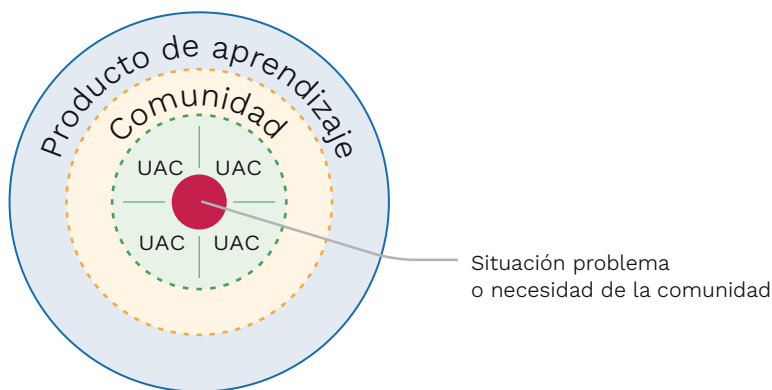 Producto de aprendizaje
Comunidad
UAC UAC
UAC UAC
Situación problema
o necesidad de la comunidad